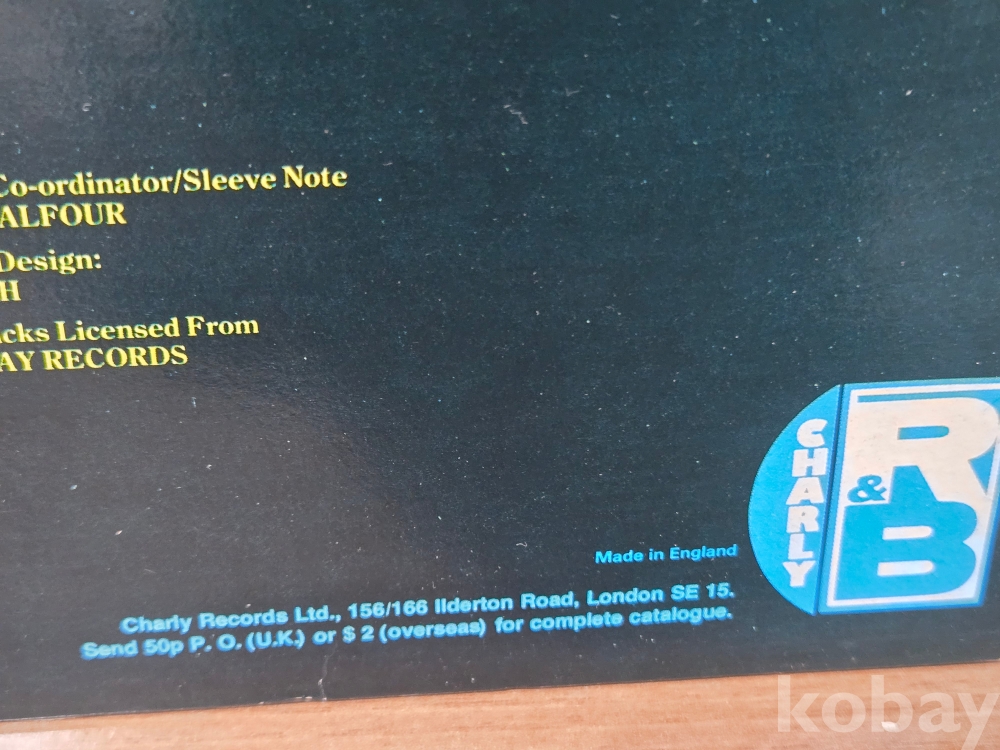 Co-ordinator/Sleeve Note
ALFOUR
Design:
H
cks Licensed From
AY RECORDS
CHARLY
R
&
B
Made in England
Charly Records Ltd., 156/166 Ilderton Road, London SE 15.
Send 50p P. O. (U.K.) or $ 2 (overseas) for complete catalogue.
kobay